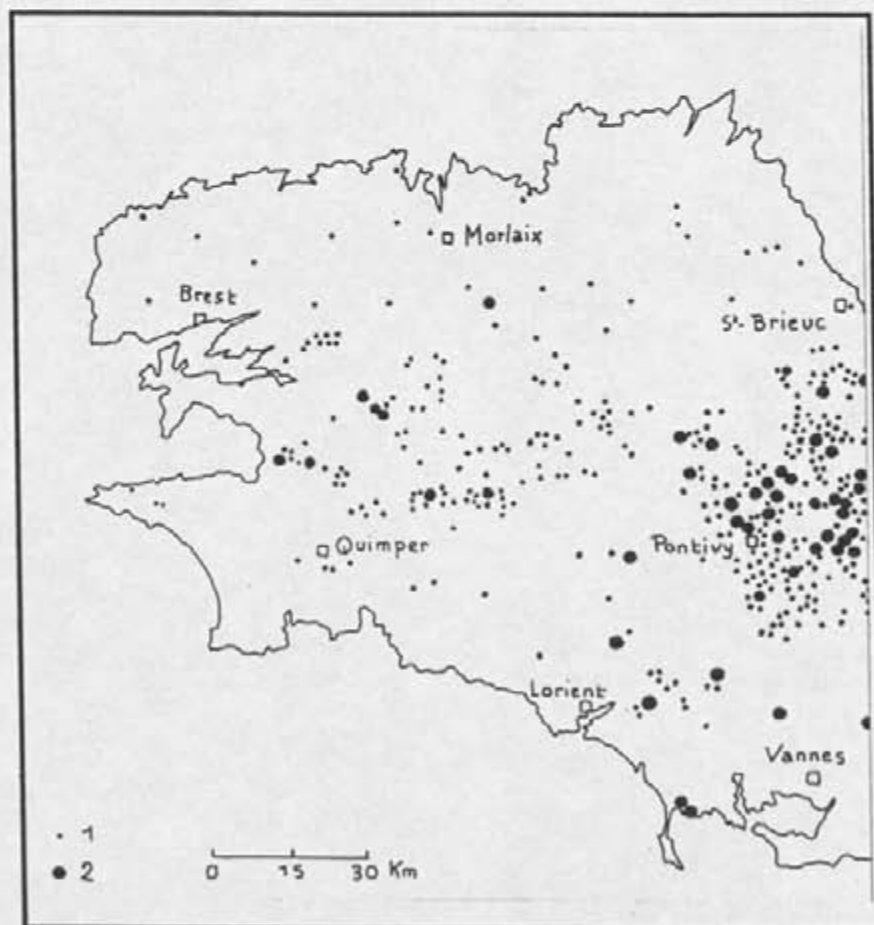 Morlaix
Brest
St-Brieuc
Quimper
Pontivy
Lorient
Vannes
1
2
0 15 30 Km